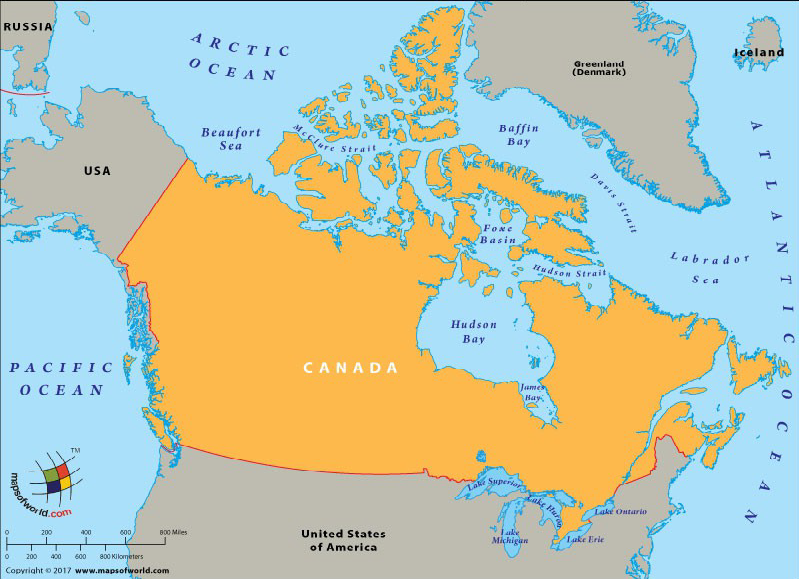 RUSSIA
ARCTIC
OCEAN
Greenland
(Denmark)
Iceland
Beaufort
Sea
McClure Strait
Baffin
Bay
ATLANTIC OCEAN
USA
Davis Strait
Foxe
Basin
Hudson Strait
Labrador
Sea
Hudson
Bay
PACIFIC
OCEAN
CANADA
James
Bay
TM
mapsofworld.com
Lake Superior
Lake Huron
Lake Ontario
Lake
Michigan
Lake Erie
United States
of America
0 200 400 600 800 Miles
0 200 400 600 800 Kilometers
Copyright © 2017 www.mapsofworld.com